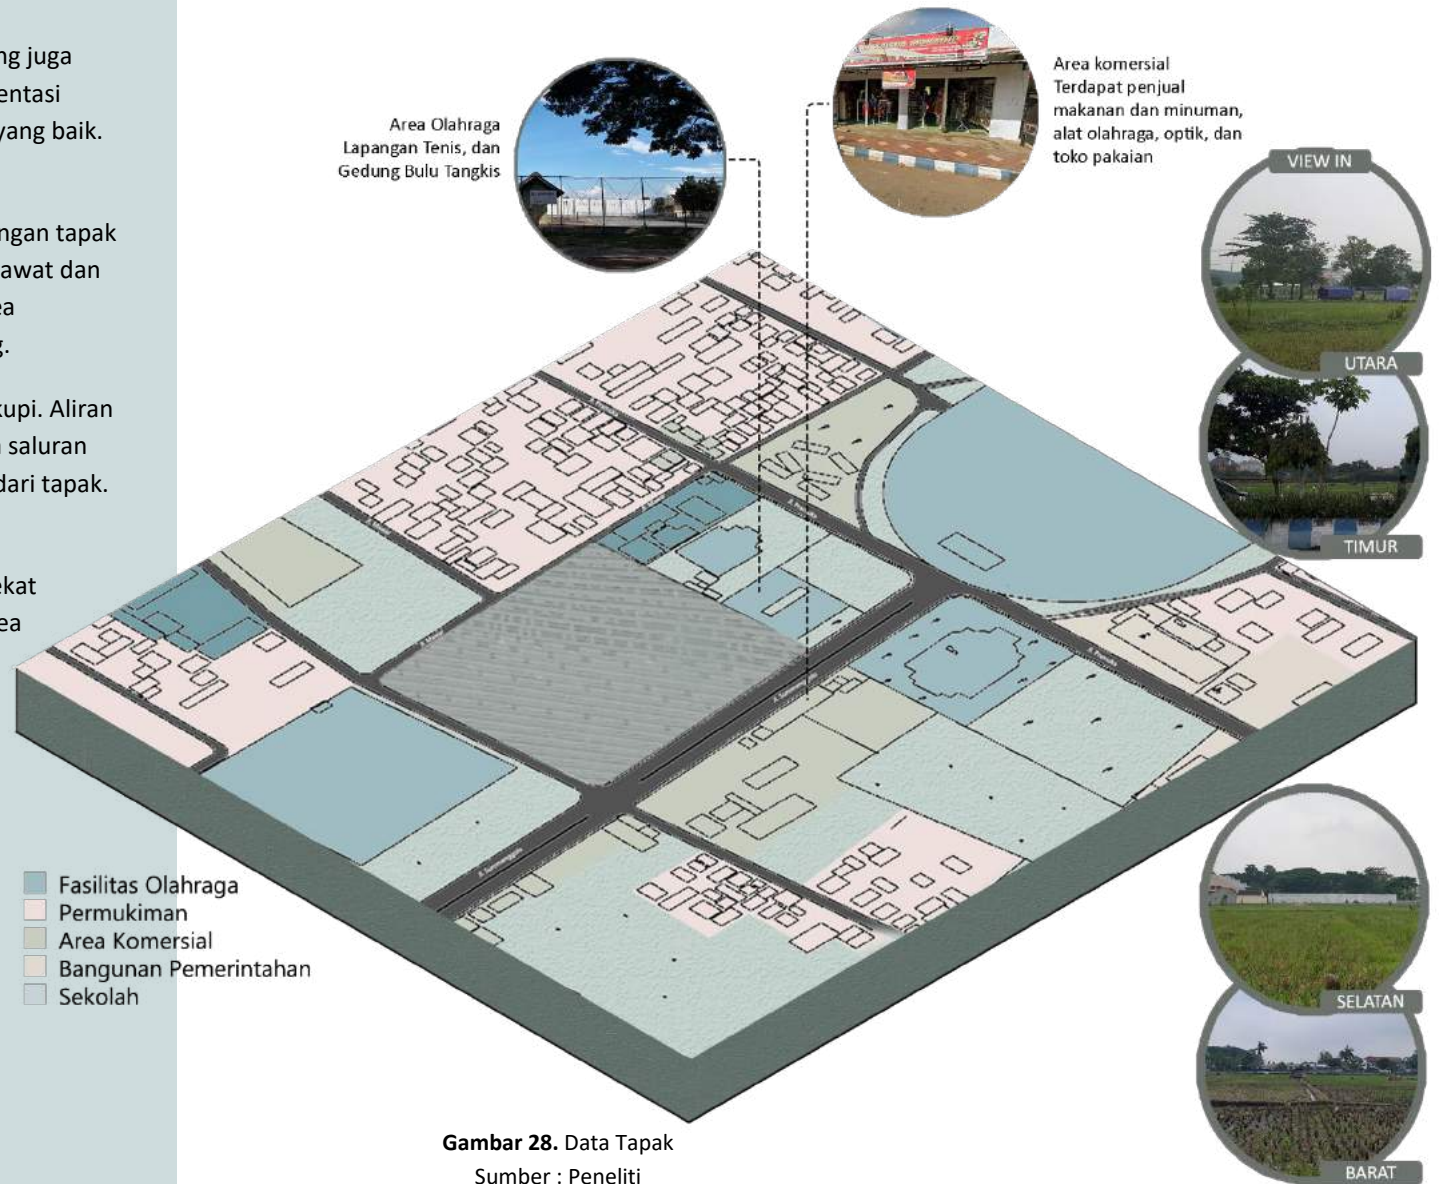 ng juga
entasi
yang baik.
ngan tapak
awat dan
ea
g.
kupi. Aliran
saluran
dari tapak.
ekat
ea
Area Olahraga
Lapangan Tenis, dan
Gedung Bulu Tangkis
Area komersial
Terdapat penjual
makanan dan minuman,
alat olahraga, optik, dan
toko pakaian
VIEW IN
UTARA
TIMUR
SELATAN
BARAT
Fasilitas Olahraga
Permukiman
Area Komersial
Bangunan Pemerintahan
Sekolah
Gambar 28. Data Tapak
Sumber : Peneliti